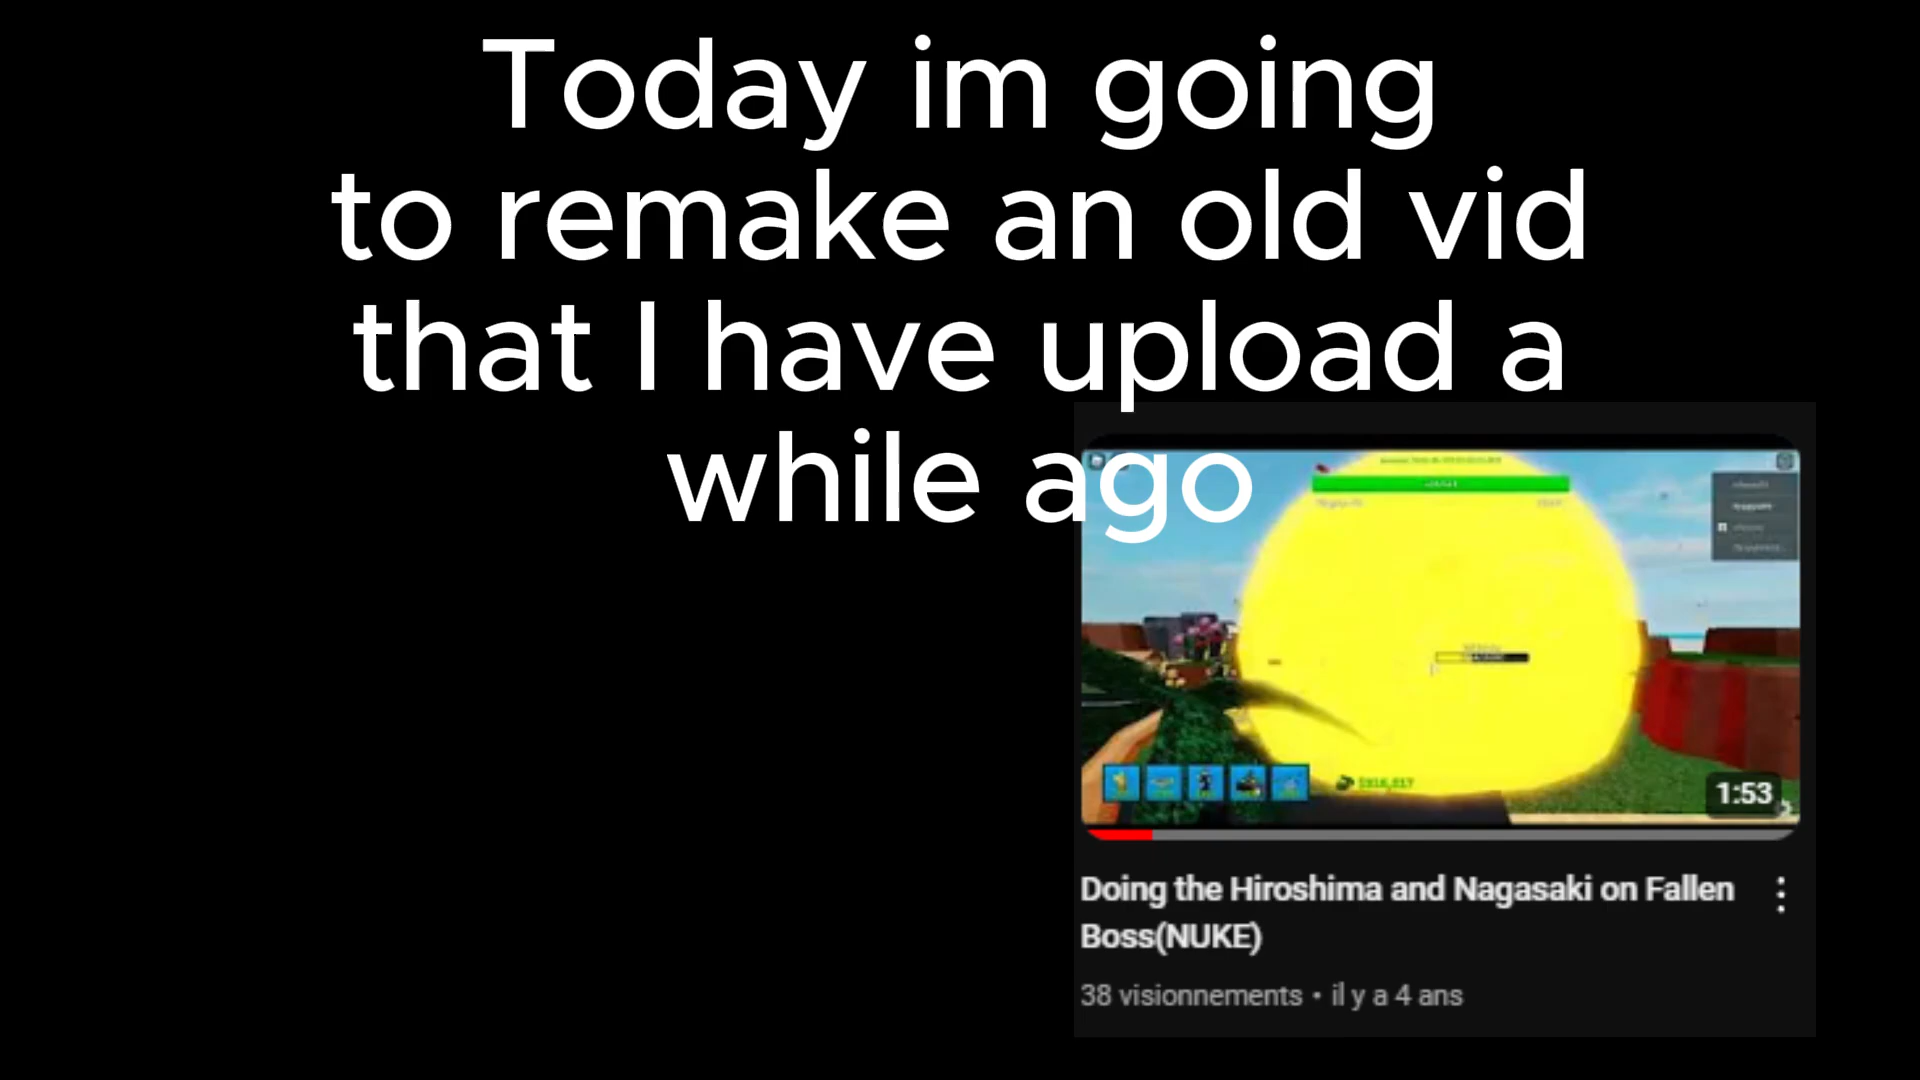 Today im going
to remake an old vid
that I have upload a
while ago
1:53
Doing the Hiroshima and Nagasaki on Fallen
Boss(NUKE)
38 visionnements • il y a 4 ans